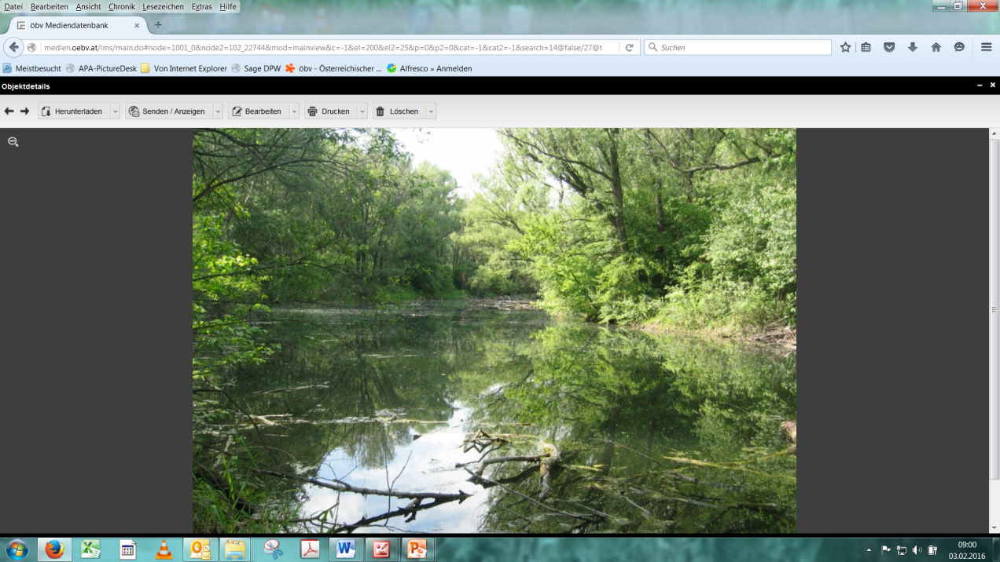 Datei Bearbeiten Ansicht Chronik Lesezeichen Extras Hilfe
öbv Mediendatenbank
medien.oebv.at/ims/main.do#node=1001_0&node2=102_22744&mod=mainview&c=-1&el=200&el2=25&p=0&p2=0&cat=-1&cat2=-1&search=14@false/27@t
Suchen
Meistbesucht APA-PictureDesk Von Internet Explorer Sage DPW öbv - Österreichischer ... Alfresco » Anmelden
Objektdetails
Herunterladen Senden / Anzeigen Bearbeiten Drucken Löschen
09:00
03.02.2016